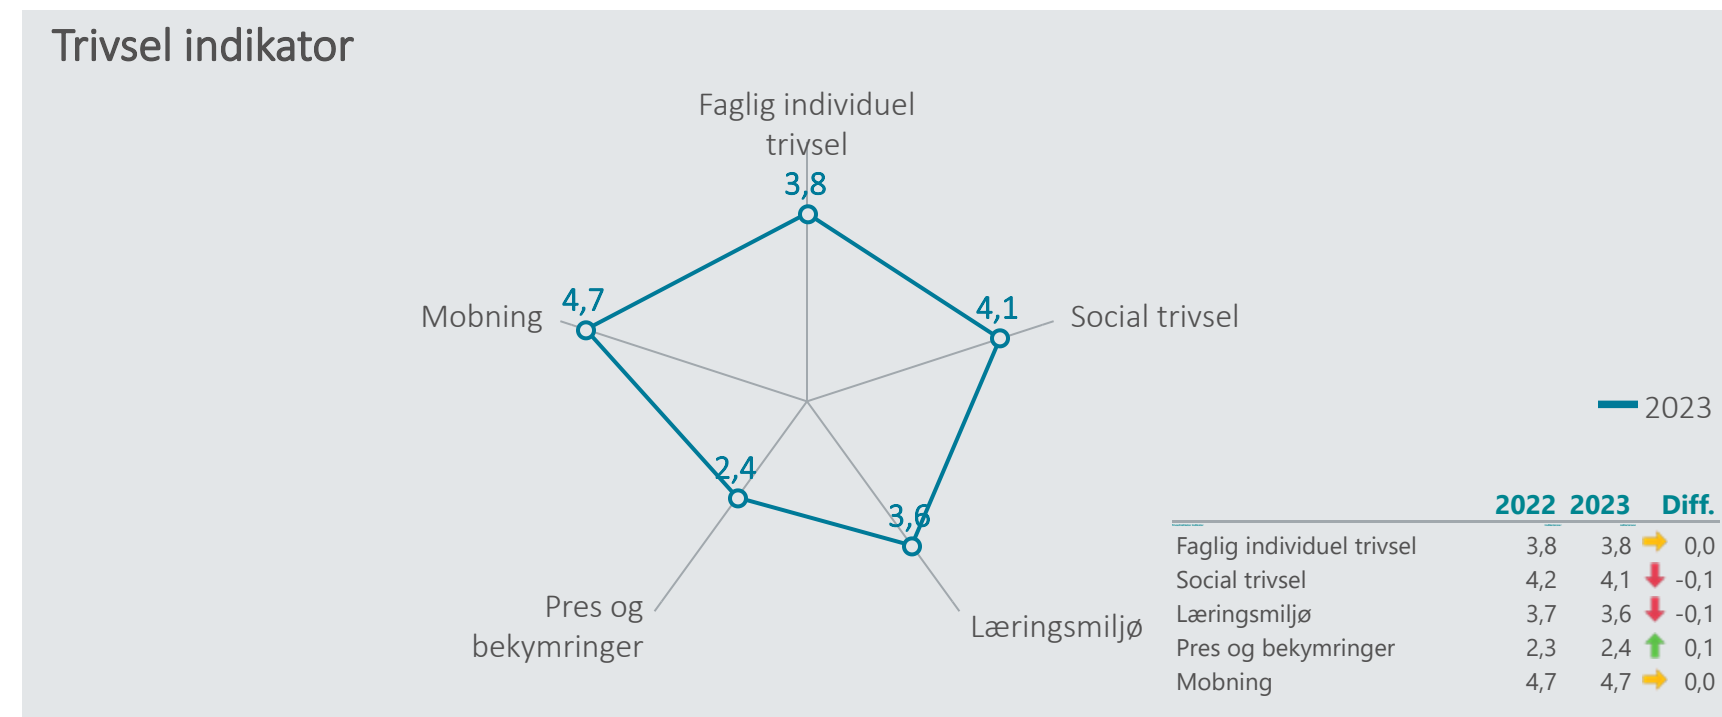 Trivsel indikator
Faglig individuel
trivsel
3,8
4,7
4,1
Mobning
Social trivsel
2023
2,4
3,6
Pres og
bekymringer
Læringsmiljø
2022 2023 Diff.
Faglig individuel trivsel 3,8 3,8 0,0
Social trivsel 4,2 4,1 -0,1
Læringsmiljø 3,7 3,6 -0,1
Pres og bekymringer 2,3 2,4 0,1
Mobning 4,7 4,7 0,0